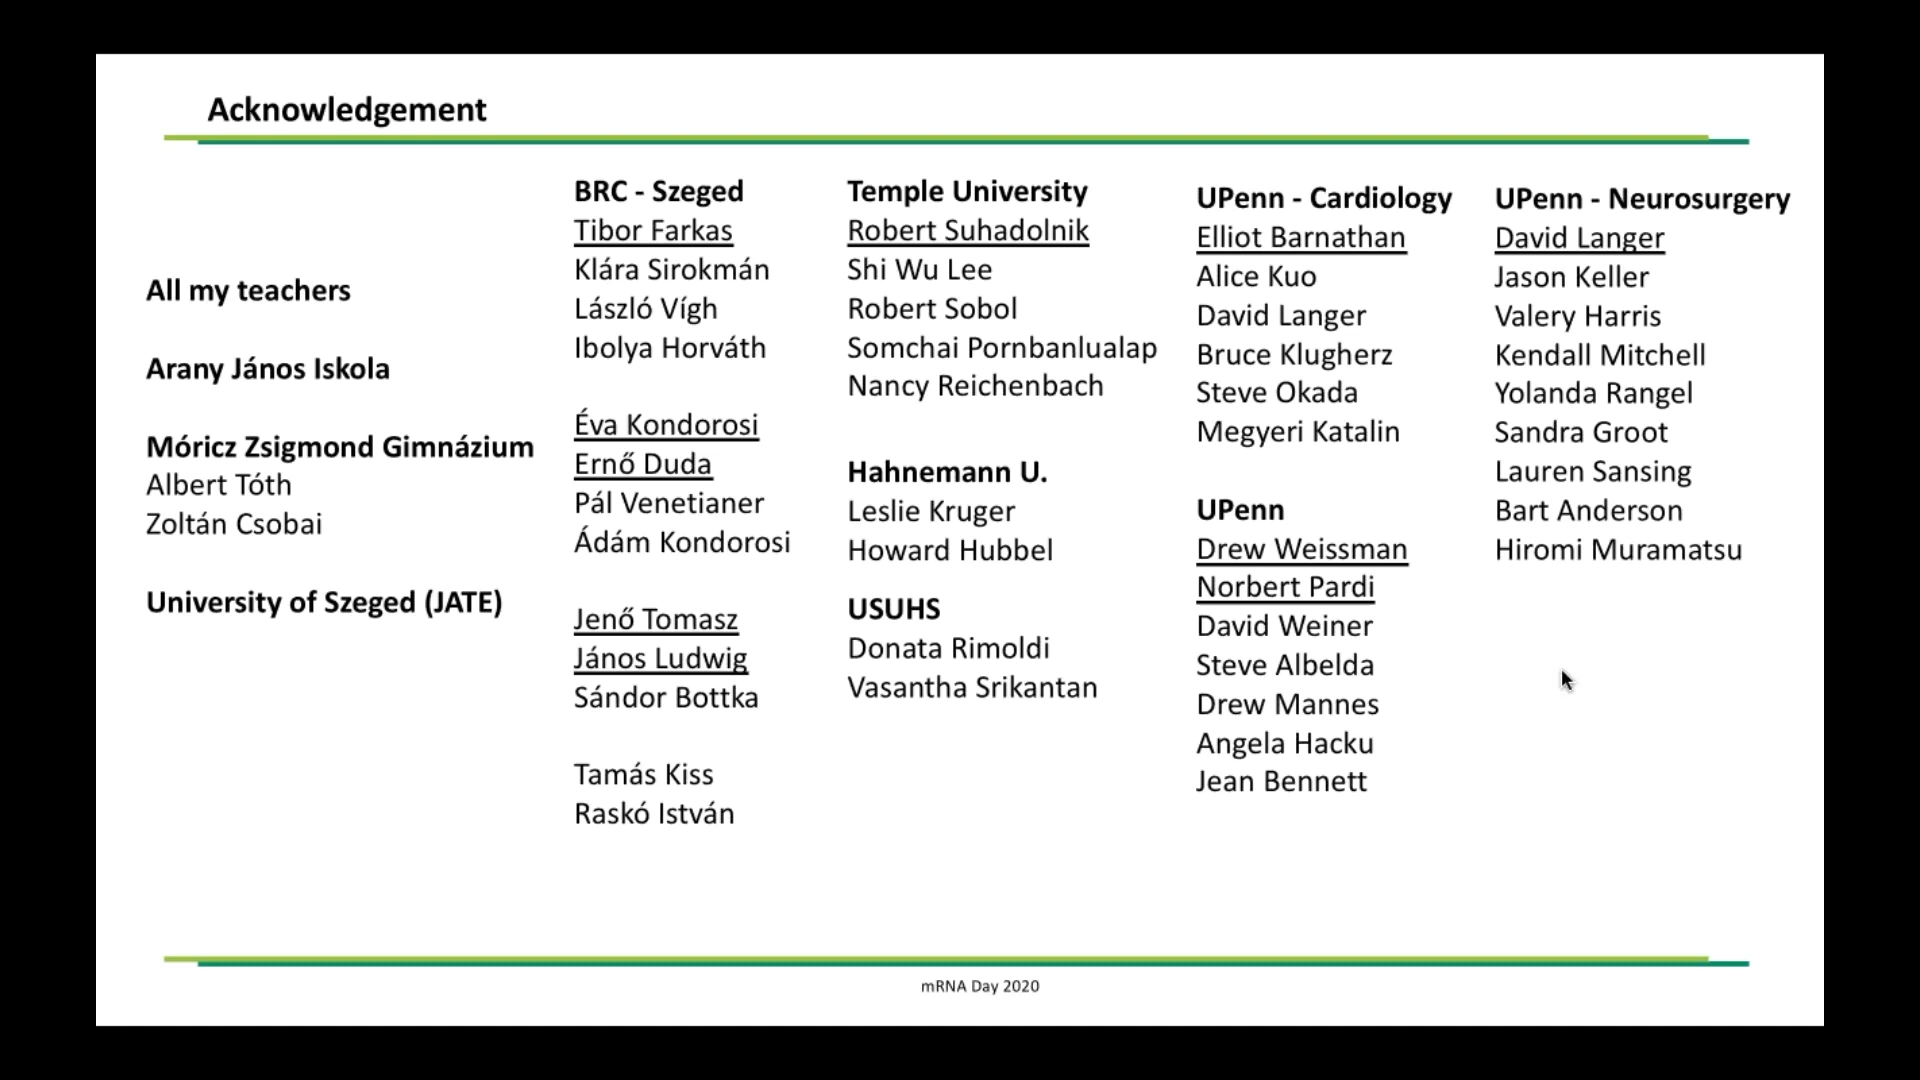 Acknowledgement
All my teachers
Arany János Iskola
Móricz Zsigmond Gimnázium
Albert Tóth
Zoltán Csobai
University of Szeged (JATE)
BRC - Szeged
Tibor Farkas
Klára Sirokmán
László Vígh
Ibolya Horváth
Éva Kondorosi
Ernő Duda
Pál Venetianer
Ádám Kondorosi
Jenő Tomasz
János Ludwig
Sándor Bottka
Tamás Kiss
Raskó István
Temple University
Robert Suhadolnik
Shi Wu Lee
Robert Sobol
Somchai Pornbanlualap
Nancy Reichenbach
Hahnemann U.
Leslie Kruger
Howard Hubbel
USUHS
Donata Rimoldi
Vasantha Srikantan
UPenn - Cardiology
Elliot Barnathan
Alice Kuo
David Langer
Bruce Klugherz
Steve Okada
Megyeri Katalin
UPenn
Drew Weissman
Norbert Pardi
David Weiner
Steve Albelda
Drew Mannes
Angela Hacku
Jean Bennett
UPenn - Neurosurgery
David Langer
Jason Keller
Valery Harris
Kendall Mitchell
Yolanda Rangel
Sandra Groot
Lauren Sansing
Bart Anderson
Hiromi Muramatsu
mRNA Day 2020